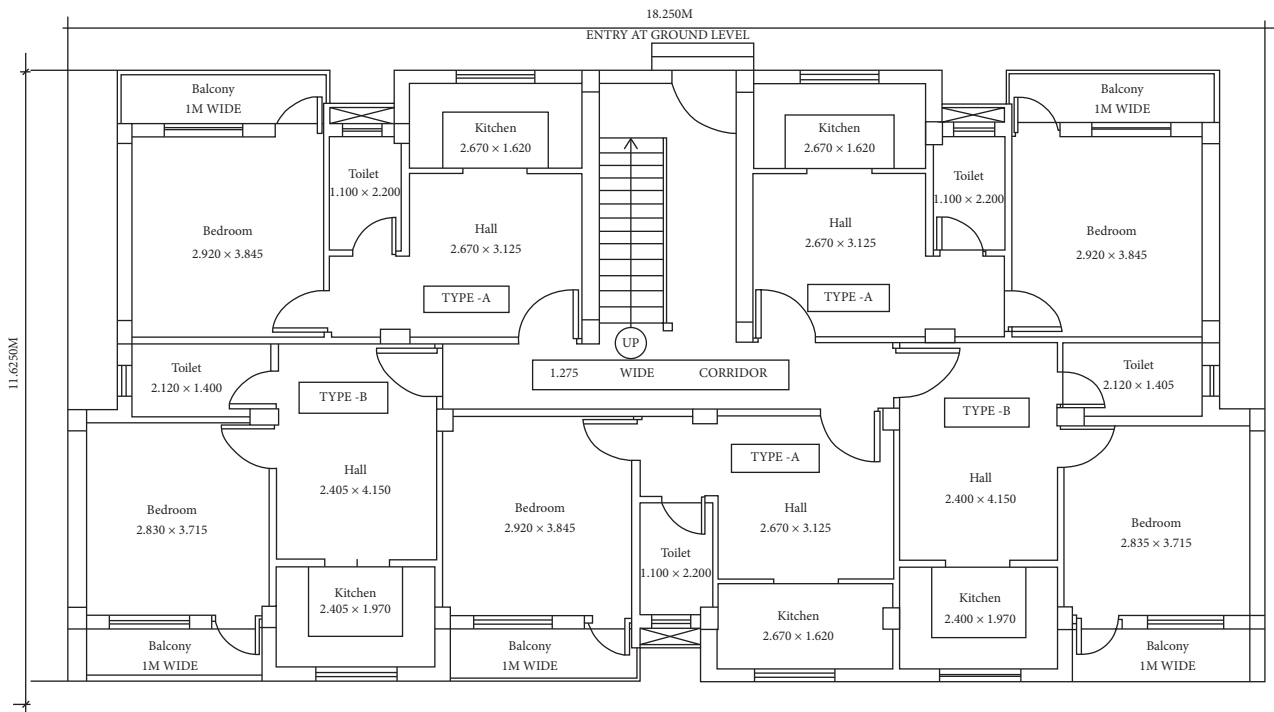 18.250M
ENTRY AT GROUND LEVEL
11.6250M
Balcony
1M WIDE
Kitchen
2.670 × 1.620
Toilet
1.100 × 2.200
Bedroom
2.920 × 3.845
Hall
2.670 × 3.125
TYPE -A
Kitchen
2.670 × 1.620
Hall
2.670 × 3.125
TYPE -A
Toilet
1.100 × 2.200
Balcony
1M WIDE
Bedroom
2.920 × 3.845
UP
1.275 WIDE CORRIDOR
Toilet
2.120 × 1.400
TYPE -B
Hall
2.405 × 4.150
Bedroom
2.830 × 3.715
Kitchen
2.405 × 1.970
Balcony
1M WIDE
Bedroom
2.920 × 3.845
Balcony
1M WIDE
TYPE -A
Hall
2.670 × 3.125
Toilet
1.100 × 2.200
Kitchen
2.670 × 1.620
Toilet
2.120 × 1.405
TYPE -B
Hall
2.400 × 4.150
Bedroom
2.835 × 3.715
Kitchen
2.400 × 1.970
Balcony
1M WIDE